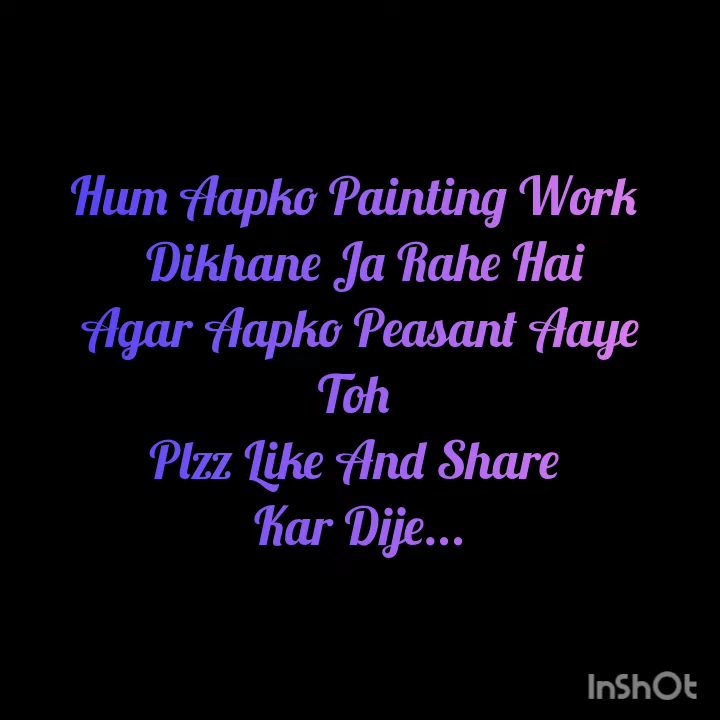 Hum Aapko Painting Work
Dikhane Ja Rahe Hai
Agar Aapko Peasant Aaye
Toh
Plzz Like And Share
Kar Dije...
InShOt